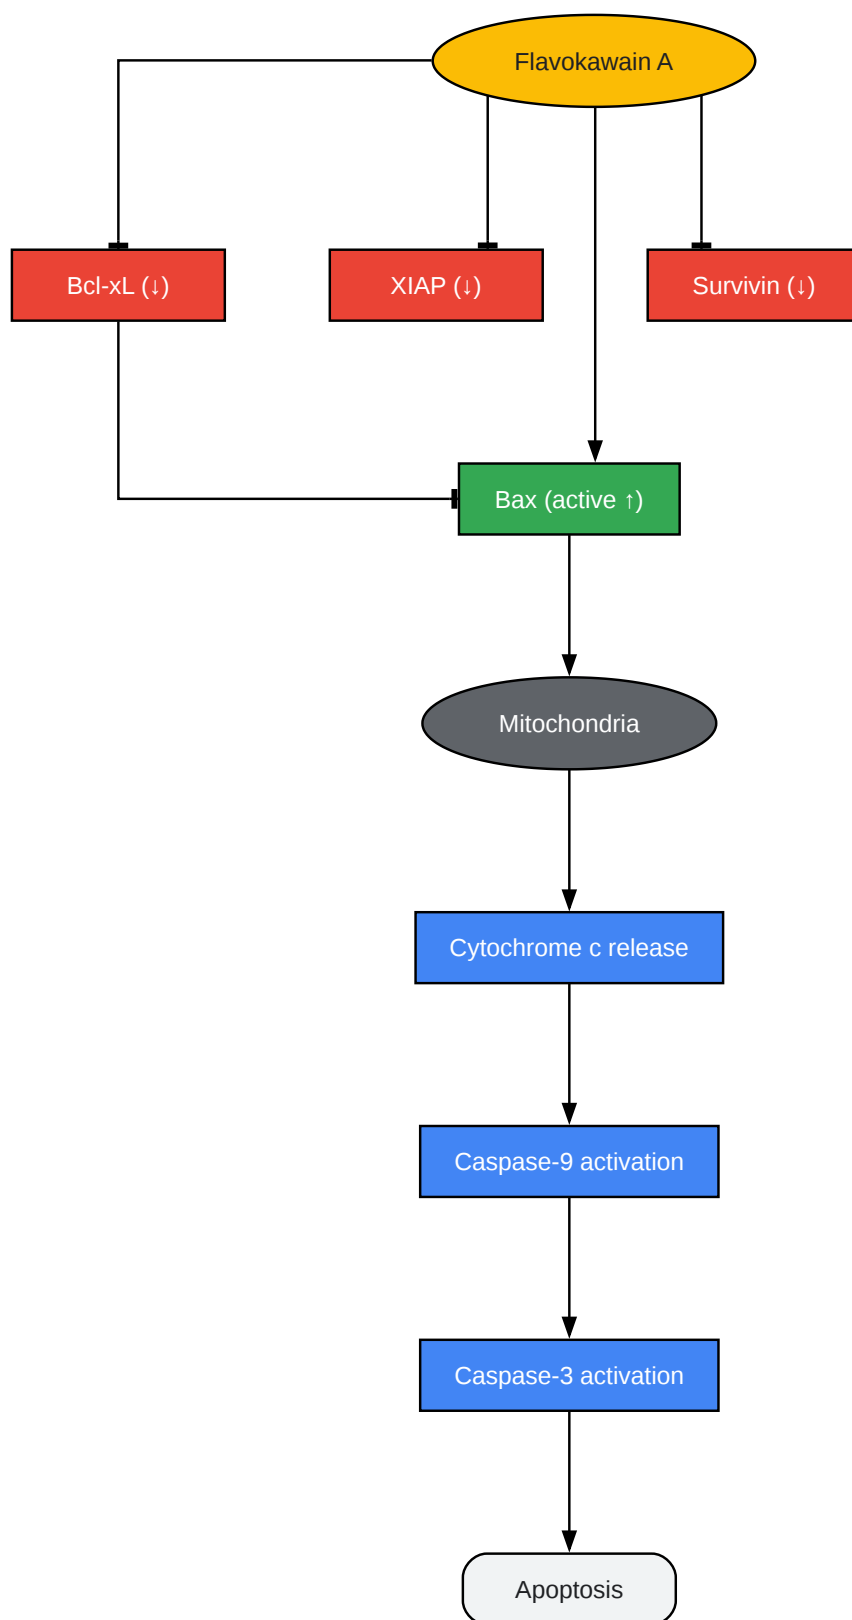 Flavokawain A
Bcl-xL (↓)
XIAP (↓)
Survivin (↓)
Bax (active ↑)
Mitochondria
Cytochrome c release
Caspase-9 activation
Caspase-3 activation
Apoptosis